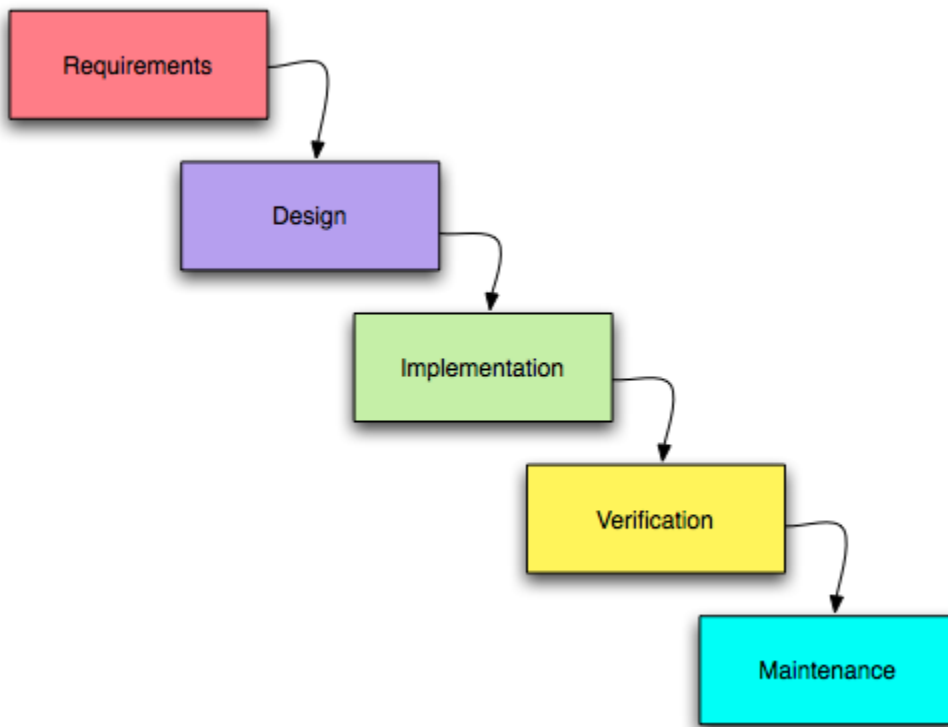 Requirements
Design
Implementation
Verification
Maintenance